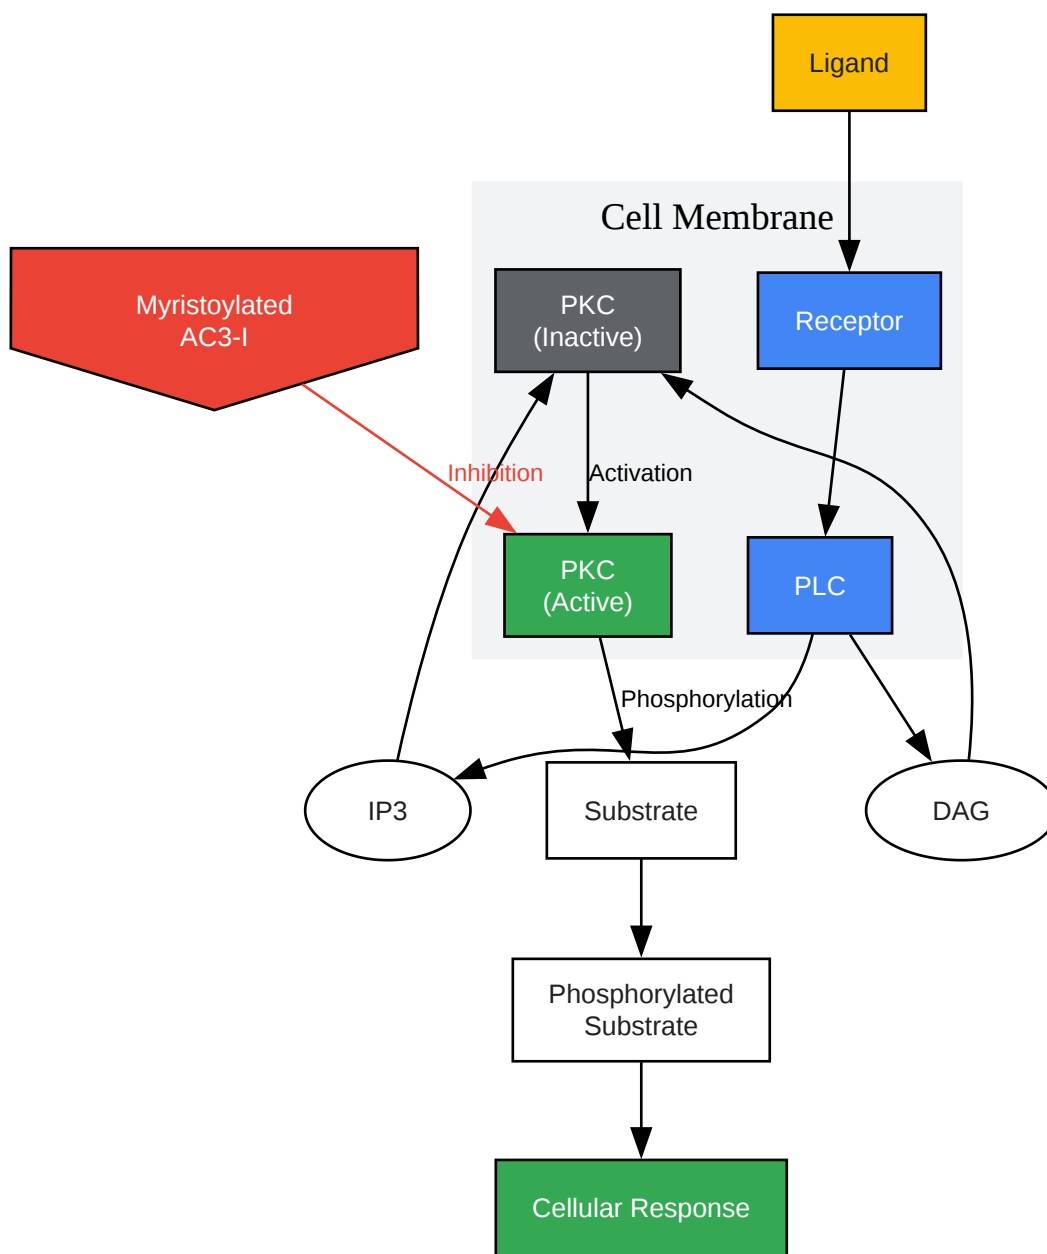 Ligand
Cell Membrane
Myristoylated
AC3-I
PKC
(Inactive)
Receptor
Inhibition
Activation
PKC
(Active)
PLC
Phosphorylation
IP3
Substrate
DAG
Phosphorylated
Substrate
Cellular Response